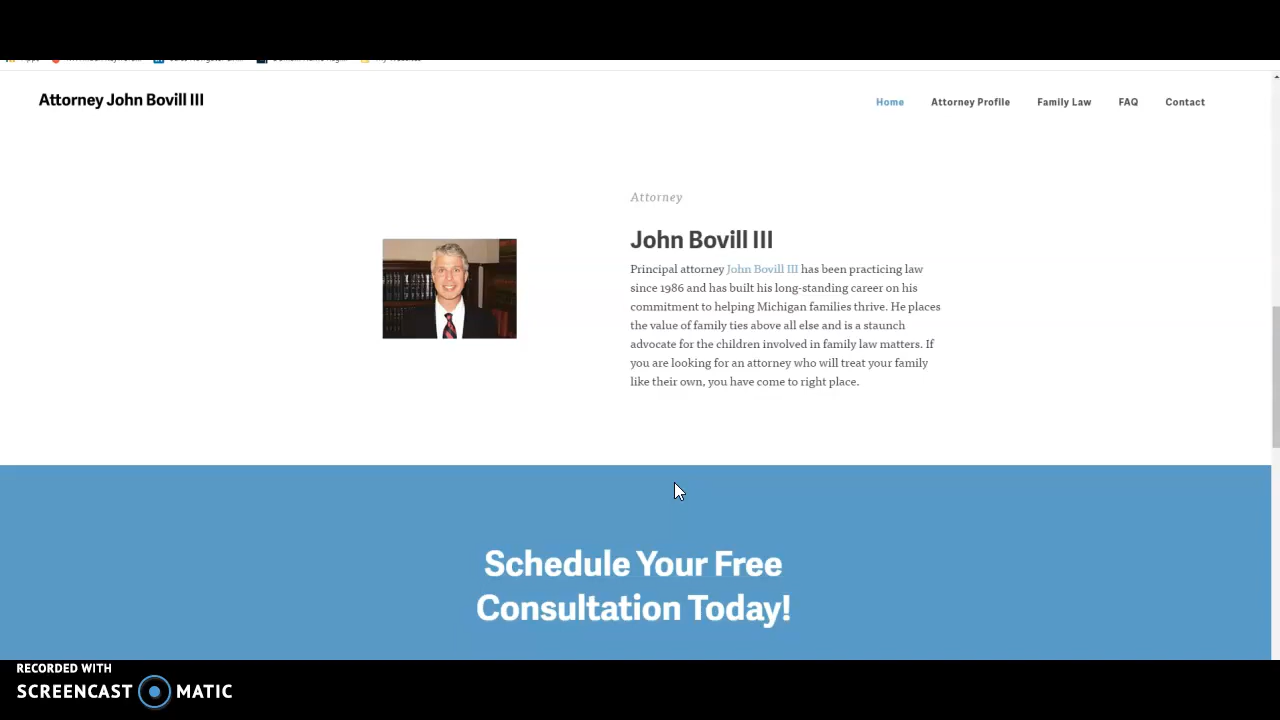 Attorney John Bovill III
Home Attorney Profile Family Law FAQ Contact
Attorney
John Bovill III
Principal attorney John Bovill III has been practicing law
since 1986 and has built his long-standing career on his
commitment to helping Michigan families thrive. He places
the value of family ties above all else and is a staunch
advocate for the children involved in family law matters. If
you are looking for an attorney who will treat your family
like their own, you have come to right place.
Schedule Your Free
Consultation Today!
RECORDED WITH
SCREENCAST MATIC